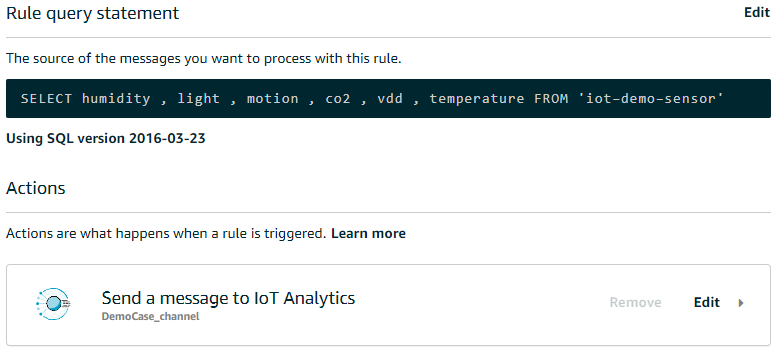 Rule query statement Edit
The source of the messages you want to process with this rule.
SELECT humidity , light , motion , co2 , vdd , temperature FROM 'iot-demo-sensor'
Using SQL version 2016-03-23
Actions
Actions are what happens when a rule is triggered. Learn more
Send a message to IoT Analytics
DemoCase_channel
Remove Edit